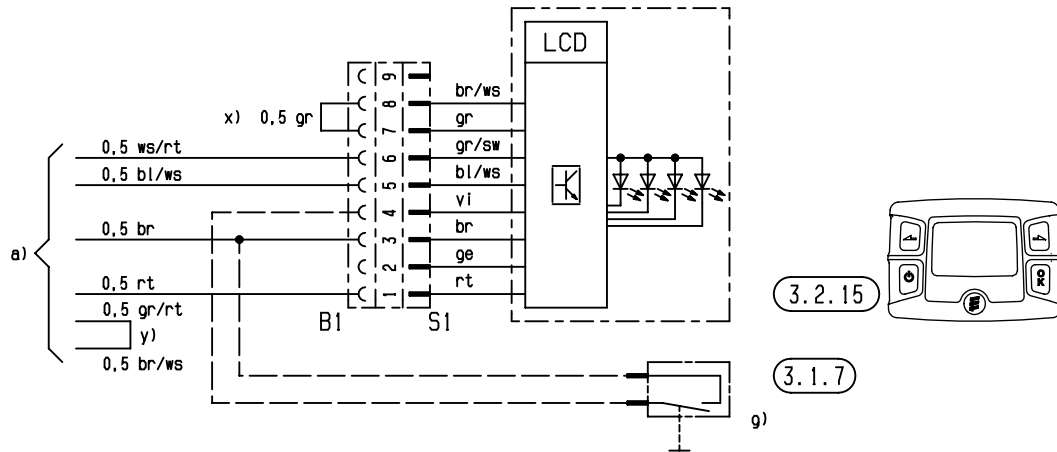 LCD
9
8
7
6
5
4
3
2
1
br/ws
gr
gr/sw
bl/ws
vi
br
ge
rt
x) 0,5 gr
0,5 ws/rt
0,5 bl/ws
0,5 br
a)
0,5 rt
0,5 gr/rt
y)
0,5 br/ws
B1
S1
3.2.15
OK
3.1.7
g)